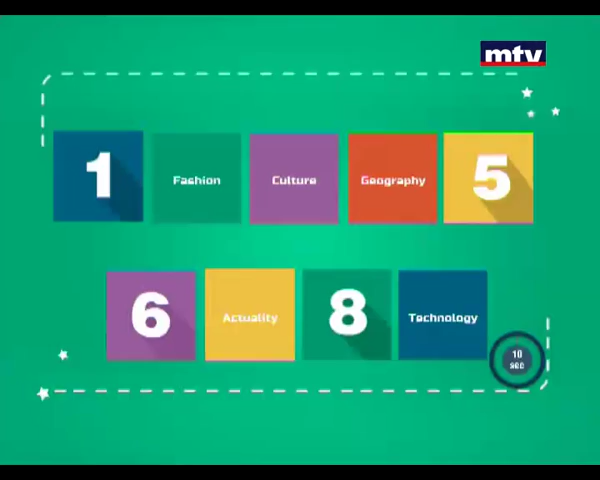 mtv
1
Fashion
Culture
Geography
5
6
Actuality
8
Technology
10
sec